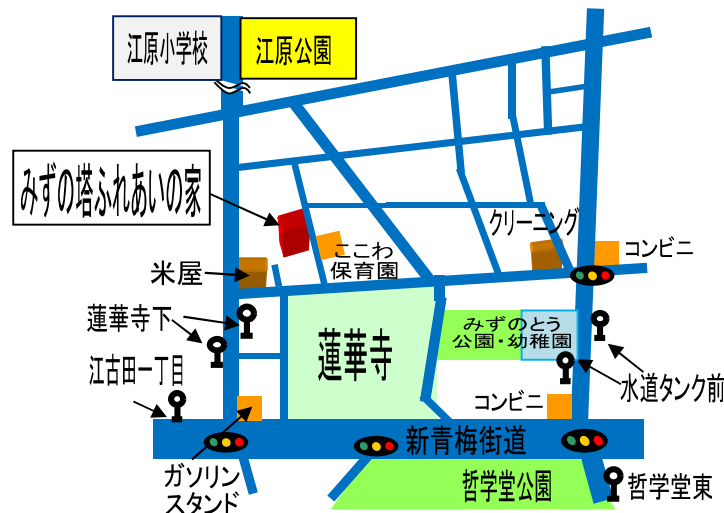 江原小学校
江原公園
みずの塔ふれあいの家
クリーニング
コンビニ
ここわ
保育園
米屋
蓮華寺下
蓮華寺
みずのとう
公園・幼稚園
江古田一丁目
水道タンク前
コンビニ
新青梅街道
ガソリン
スタンド
哲学堂公園
哲学堂東